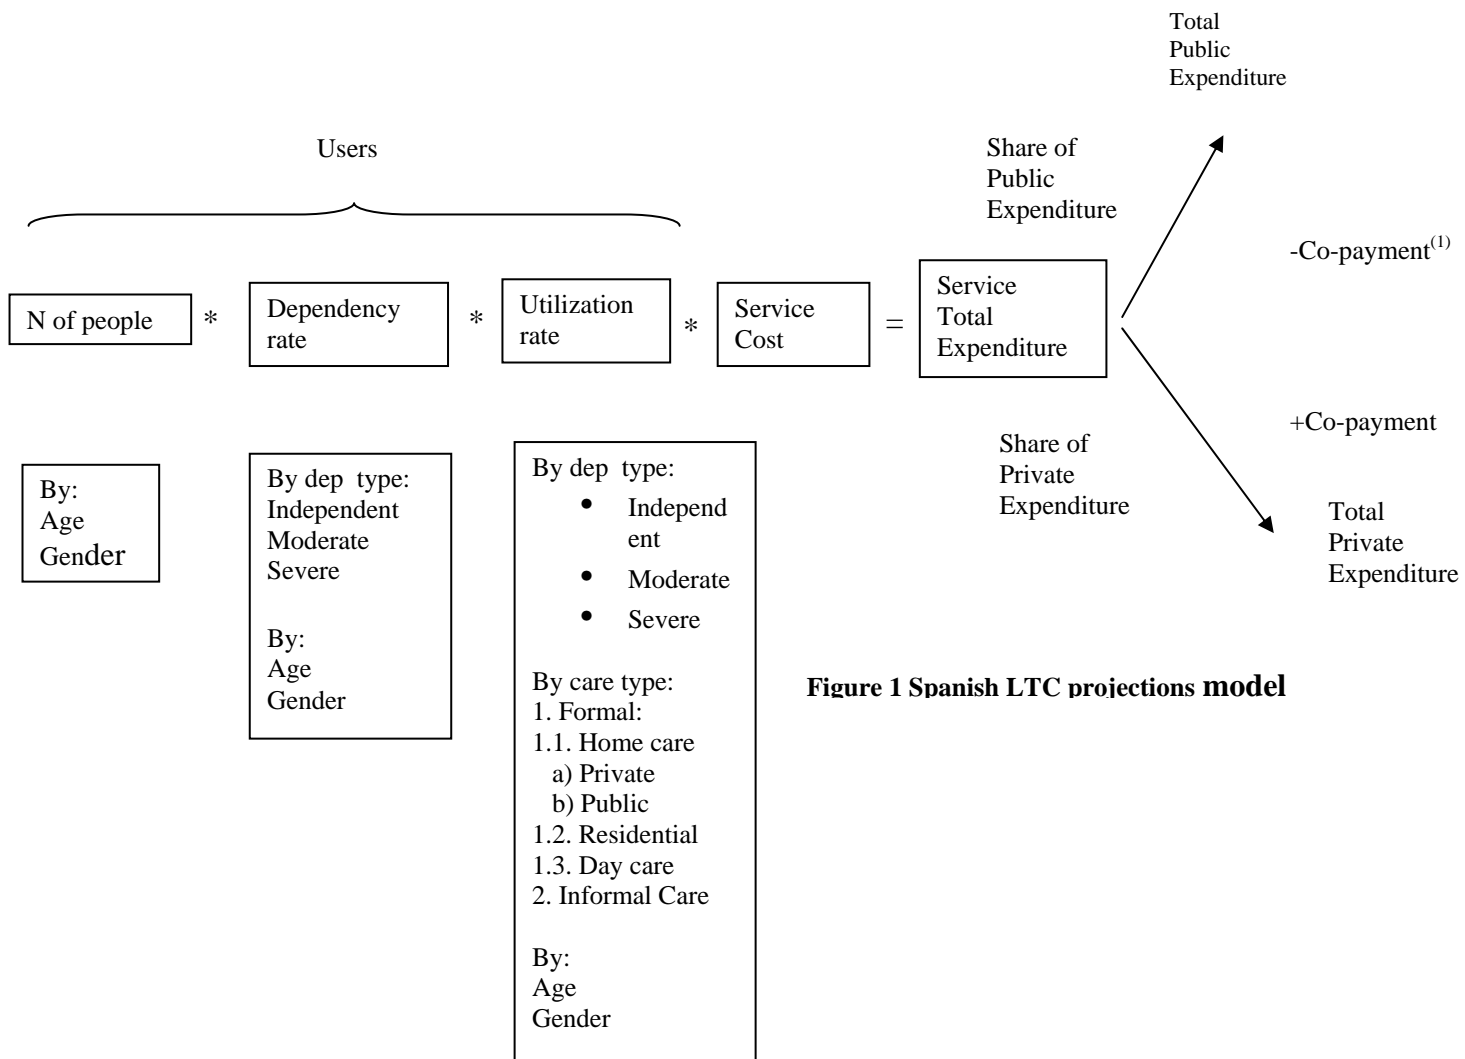 Total
Public
Expenditure
Users
Share of
Public
Expenditure
-Co-payment(1)
N of people
*
Dependency
rate
*
Utilization
rate
*
Service
Cost
=
Service
Total
Expenditure
+Co-payment
Share of
Private
Expenditure
Total
Private
Expenditure
By:
Age
Gender
By dep type:
Independent
Moderate
Severe
By:
Age
Gender
By dep type:
• Independ
ent
• Moderate
• Severe
By care type:
1. Formal:
1.1. Home care
a) Private
b) Public
1.2. Residential
1.3. Day care
2. Informal Care
By:
Age
Gender
Figure 1 Spanish LTC projections model